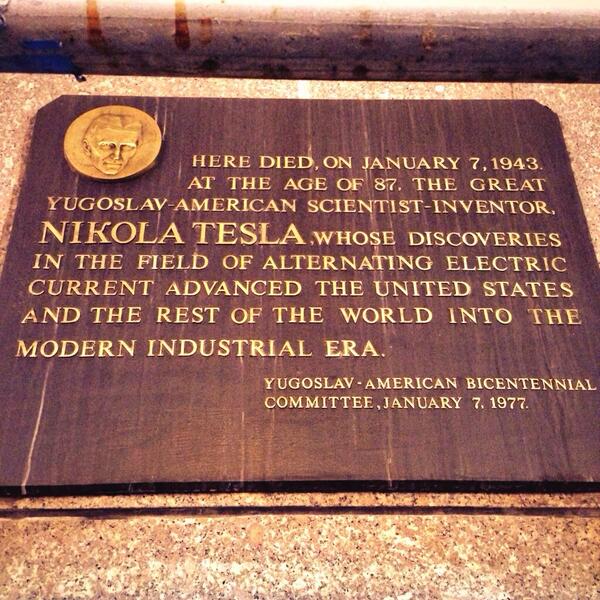 HERE DIED, ON JANUARY 7, 1943.
AT THE AGE OF 87, THE GREAT
YUGOSLAV-AMERICAN SCIENTIST-INVENTOR,
NIKOLA TESLA, WHOSE DISCOVERIES
IN THE FIELD OF ALTERNATING ELECTRIC
CURRENT ADVANCED THE UNITED STATES
AND THE REST OF THE WORLD INTO THE
MODERN INDUSTRIAL ERA.
YUGOSLAV-AMERICAN BICENTENNIAL
COMMITTEE, JANUARY 7, 1977.